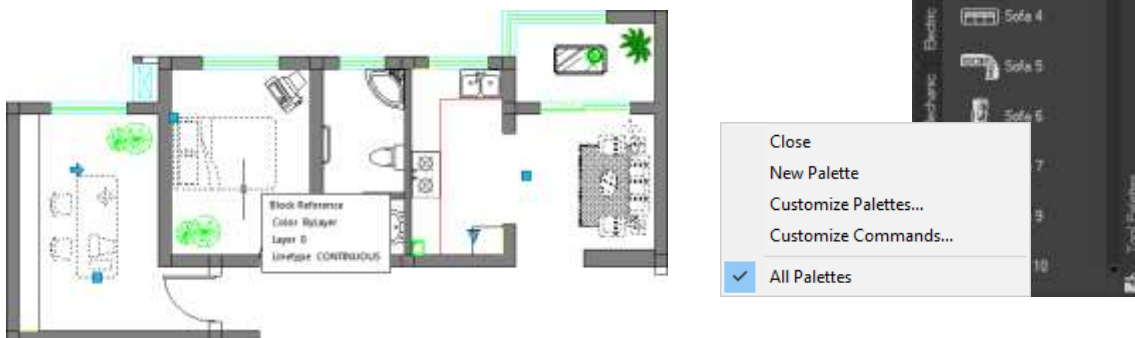 Block Reference
Color ByLayer
Layer 0
Linetype CONTINUOUS
Electric
Sofa 4
Sofa 5
Sofa 6
7
9
10
Close
New Palette
Customize Palettes...
Customize Commands...
All Palettes
Tool Palettes